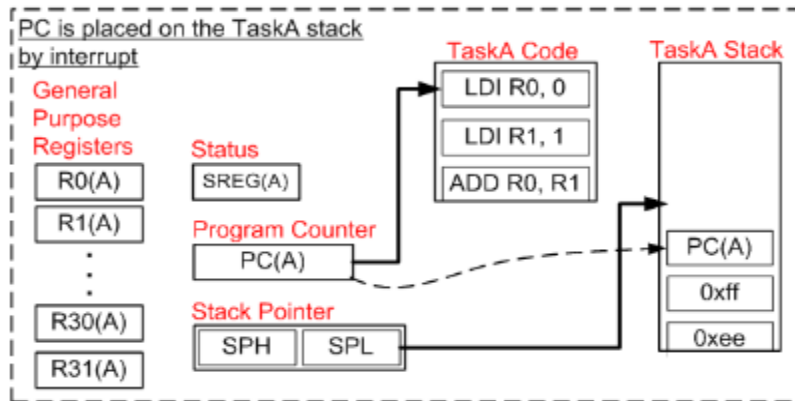 PC is placed on the TaskA stack
by interrupt
General
Purpose
Registers
R0(A)
R1(A)
R30(A)
R31(A)
Status
SREG(A)
Program Counter
PC(A)
Stack Pointer
SPH SPL
TaskA Code
LDI R0, 0
LDI R1, 1
ADD R0, R1
TaskA Stack
PC(A)
0xff
0xee